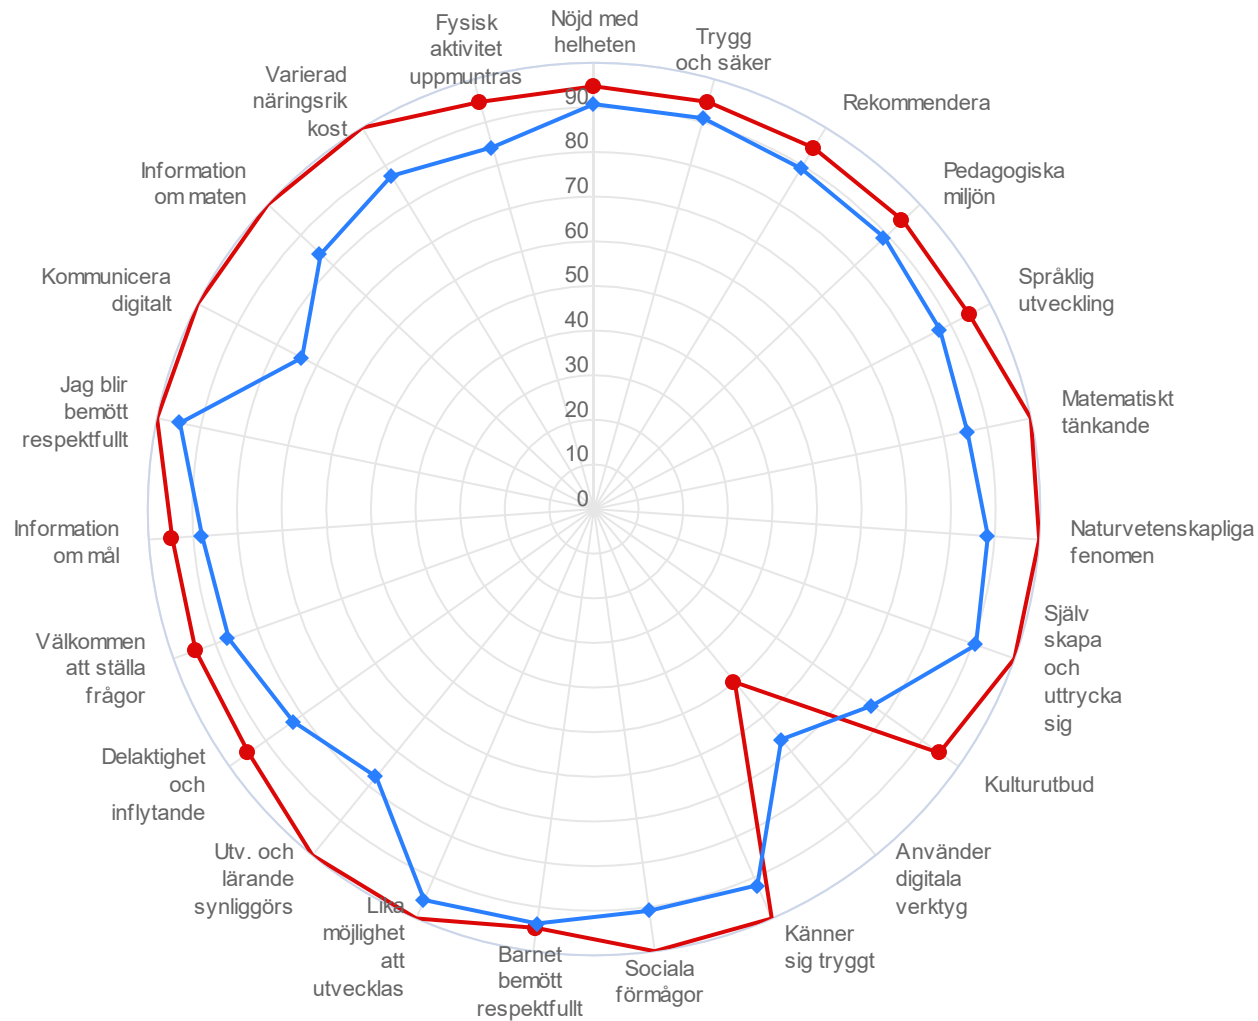 Nöjd med
helheten
Trygg
och säker
Rekommendera
Pedagogiska
miljön
Språklig
utveckling
Matematiskt
tänkande
Naturvetenskapliga
fenomen
Själv
skapa
och
uttrycka
sig
Kulturutbud
Använder
digitala
verktyg
Känner
sig tryggt
Sociala
förmågor
Barnet
bemött
respektfullt
Lika
möjlighet
att
utvecklas
Utv. och
lärande
synliggörs
Delaktighet
och
inflytande
Välkommen
att ställa
frågor
Information
om mål
Jag blir
bemött
respektfullt
Kommunicera
digitalt
Information
om maten
Varierad
näringsrik
kost
Fysisk
aktivitet
uppmuntras
90
80
70
60
50
40
30
20
10
0